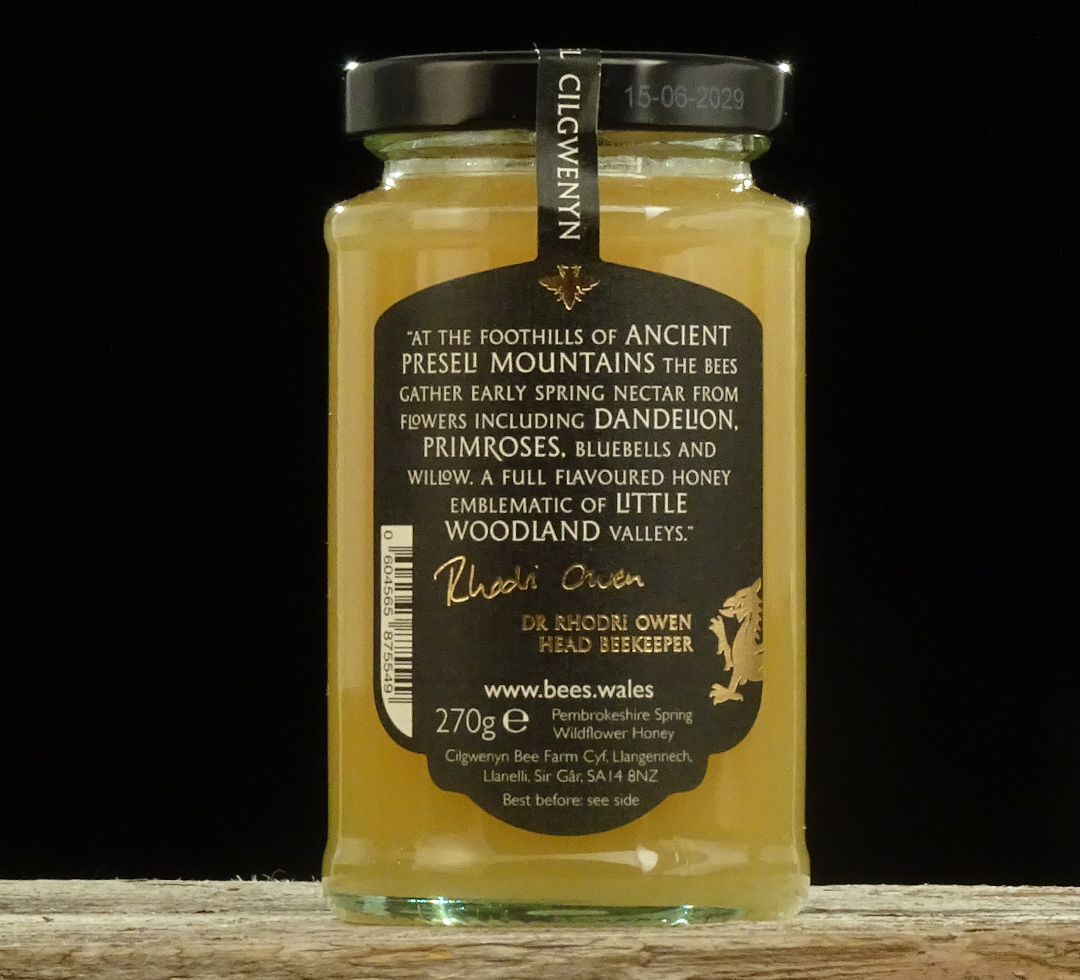 L CILGWENYN
15-06-2029
"AT THE FOOTHILLS OF ANCIENT
PRESELI MOUNTAINS THE BEES
GATHER EARLY SPRING NECTAR FROM
FLOWERS INCLUDING DANDELION,
PRIMROSES, BLUEBELLS AND
WILLOW. A FULL FLAVOURED HONEY
EMBLEMATIC OF LITTLE
WOODLAND VALLEYS."
Rhodri Owen
DR RHODRI OWEN
HEAD BEEKEEPER
0 604565 875549
www.bees.wales
270g e
Pembrokeshire Spring
Wildflower Honey
Cilgwenyn Bee Farm Cyf, Llangennech,
Llanelli, Sir Gâr, SA14 8NZ
Best before: see side